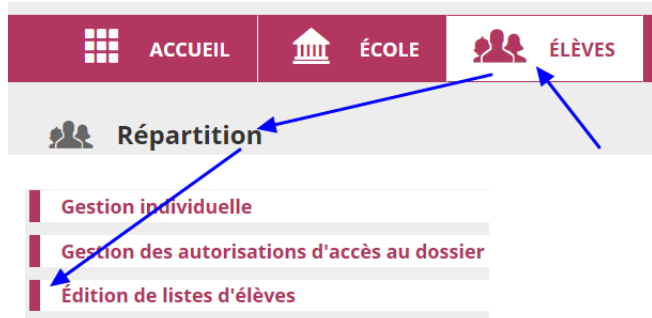 ACCUEIL ÉCOLE ÉLÈVES
Répartition
Gestion individuelle
Gestion des autorisations d'accès au dossier
Édition de listes d'élèves